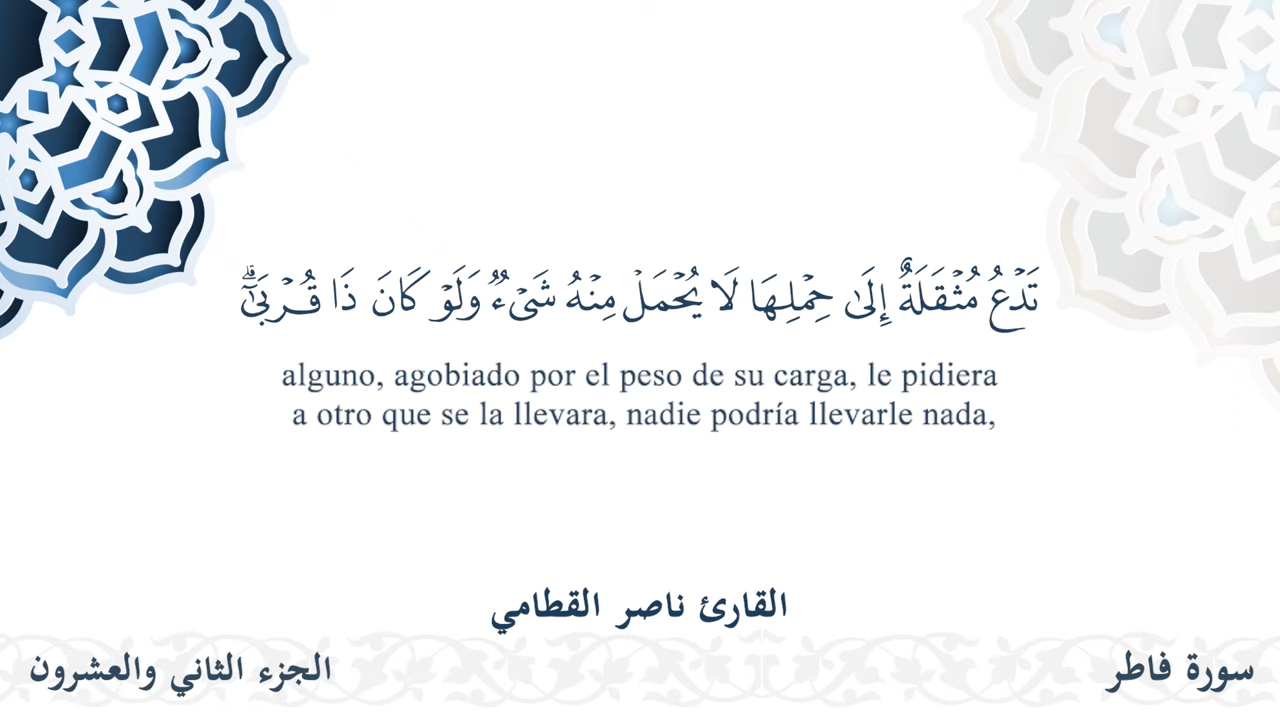 تَدْعُ مُثْقَلَةٌ إِلَىٰ حِمْلِهَا لَا يُحْمَلْ مِنْهُ شَىْءٌ وَلَوْ كَانَ ذَا قُرْبَىٰٓ ۗ
alguno, agobiado por el peso de su carga, le pidiera
a otro que se la llevara, nadie podría llevarle nada,
القارئ ناصر القطامي
سورة فاطر
الجزء الثاني والعشرون